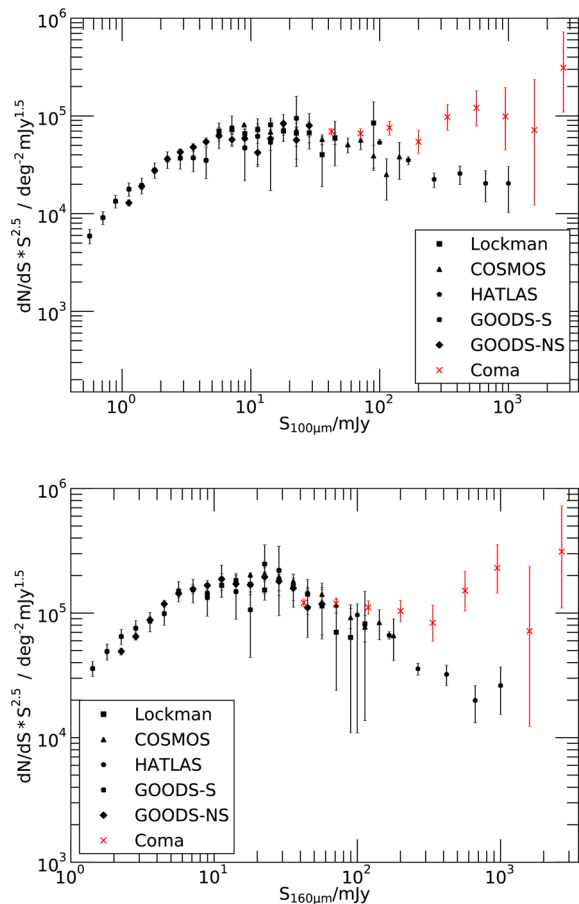 10^6
10^5
10^4
10^3
dN/dS*S^2.5 / deg^-2 mJy^1.5
Lockman
COSMOS
HATLAS
GOODS-S
GOODS-NS
Coma
10^0 10^1 10^2 10^3
S_100μm/mJy
10^6
10^5
10^4
10^3
dN/dS*S^2.5 / deg^-2 mJy^1.5
Lockman
COSMOS
HATLAS
GOODS-S
GOODS-NS
Coma
10^0 10^1 10^2 10^3
S_160μm/mJy